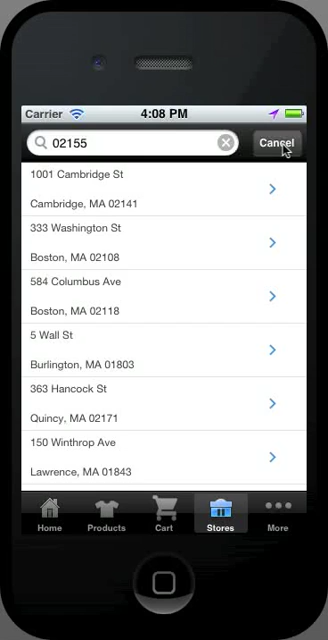 Carrier 4:08 PM
02155 Cancel
1001 Cambridge St
Cambridge, MA 02141
333 Washington St
Boston, MA 02108
584 Columbus Ave
Boston, MA 02118
5 Wall St
Burlington, MA 01803
363 Hancock St
Quincy, MA 02171
150 Winthrop Ave
Lawrence, MA 01843
Home Products Cart Stores More